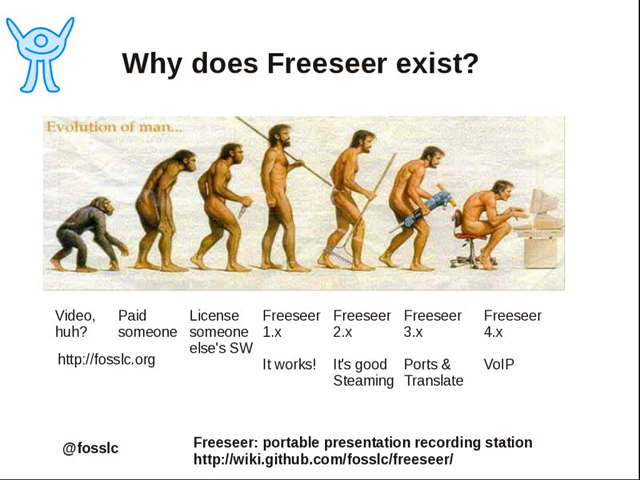 Why does Freeseer exist?
Evolution of man...
Video, huh?
Paid someone
License someone else's SW
Freeseer 1.x
It works!
Freeseer 2.x
It's good Steaming
Freeseer 3.x
Ports & Translate
Freeseer 4.x
VoIP
http://fosslc.org
@fosslc
Freeseer: portable presentation recording station
http://wiki.github.com/fosslc/freeseer/